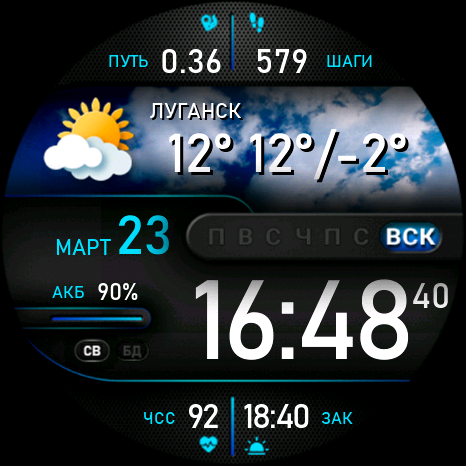 ПУТЬ 0.36 579 ШАГИ
ЛУГАНСК
12° 12°/-2°
МАРТ 23
П В С Ч П С ВСК
АКБ 90%
16:48 40
СВ БД
ЧСС 92 18:40 ЗАК